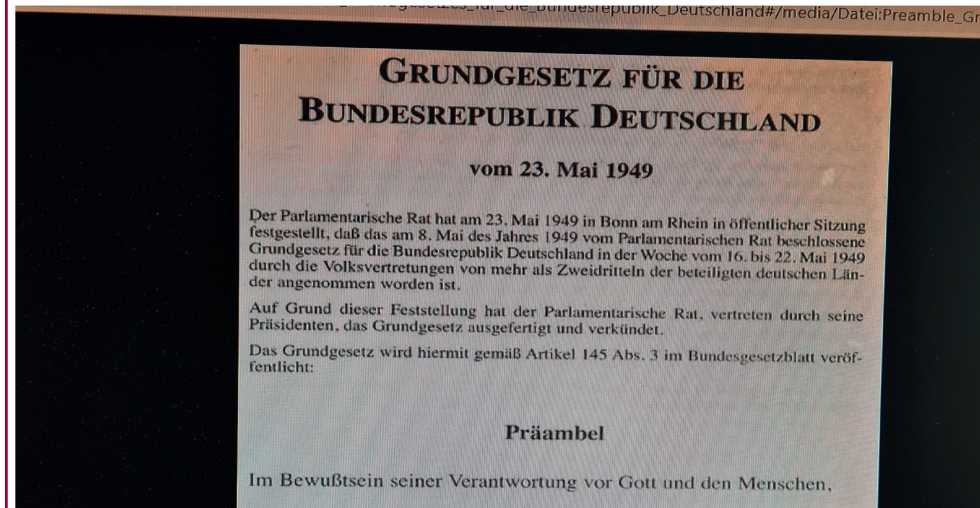 für_die_Bundesrepublik_Deutschland#/media/Datei:Preamble_Gr
GRUNDGESETZ FÜR DIE
BUNDESREPUBLIK DEUTSCHLAND
vom 23. Mai 1949
Der Parlamentarische Rat hat am 23. Mai 1949 in Bonn am Rhein in öffentlicher Sitzung
festgestellt, daß das am 8. Mai des Jahres 1949 vom Parlamentarischen Rat beschlossene
Grundgesetz für die Bundesrepublik Deutschland in der Woche vom 16. bis 22. Mai 1949
durch die Volksvertretungen von mehr als Zweidritteln der beteiligten deutschen Län-
der angenommen worden ist.
Auf Grund dieser Feststellung hat der Parlamentarische Rat, vertreten durch seine
Präsidenten, das Grundgesetz ausgefertigt und verkündet.
Das Grundgesetz wird hiermit gemäß Artikel 145 Abs. 3 im Bundesgesetzblatt veröf-
fentlicht:
Präambel
Im Bewußtsein seiner Verantwortung vor Gott und den Menschen,